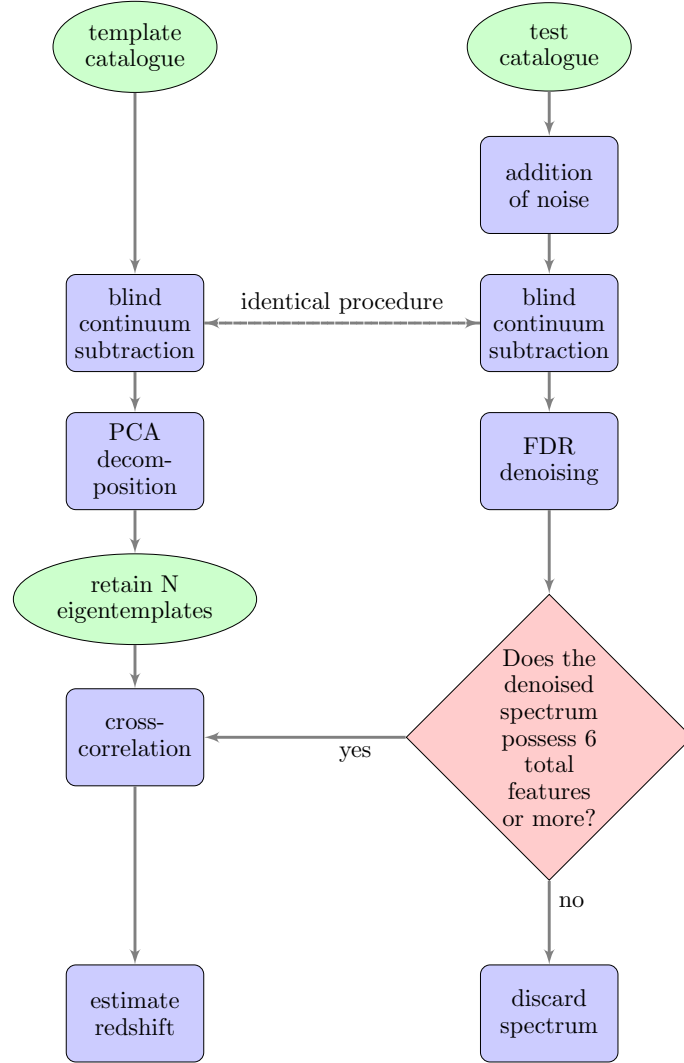 template
catalogue
test
catalogue
addition
of noise
blind
continuum
subtraction
identical procedure
blind
continuum
subtraction
PCA
decom-
position
FDR
denoising
retain N
eigentemplates
Does the
denoised
spectrum
possess 6
total
features
or more?
cross-
correlation
yes
no
estimate
redshift
discard
spectrum